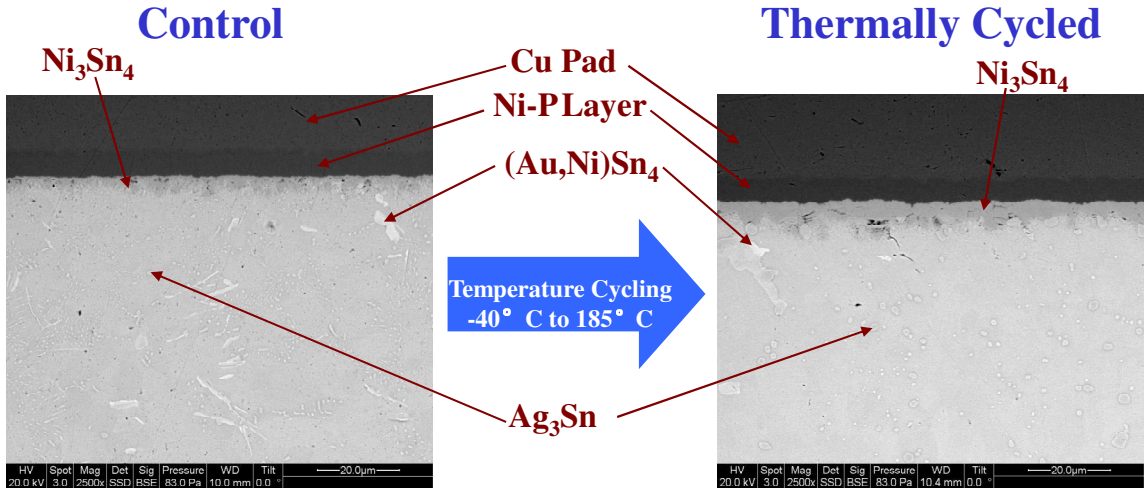 Control
Thermally Cycled
Ni₃Sn₄
Cu Pad
Ni₃Sn₄
Ni-P Layer
(Au,Ni)Sn₄
Temperature Cycling
-40° C to 185° C
Ag₃Sn
HV Spot Mag Det Sig Pressure WD Tilt
20.0 kV 3.0 2500x SSD BSE 83.0 Pa 10.0 mm 0.0 ° 20.0µm
HV Spot Mag Det Sig Pressure WD Tilt
20.0 kV 3.0 2500x SSD BSE 83.0 Pa 10.4 mm 0.0 ° 20.0µm